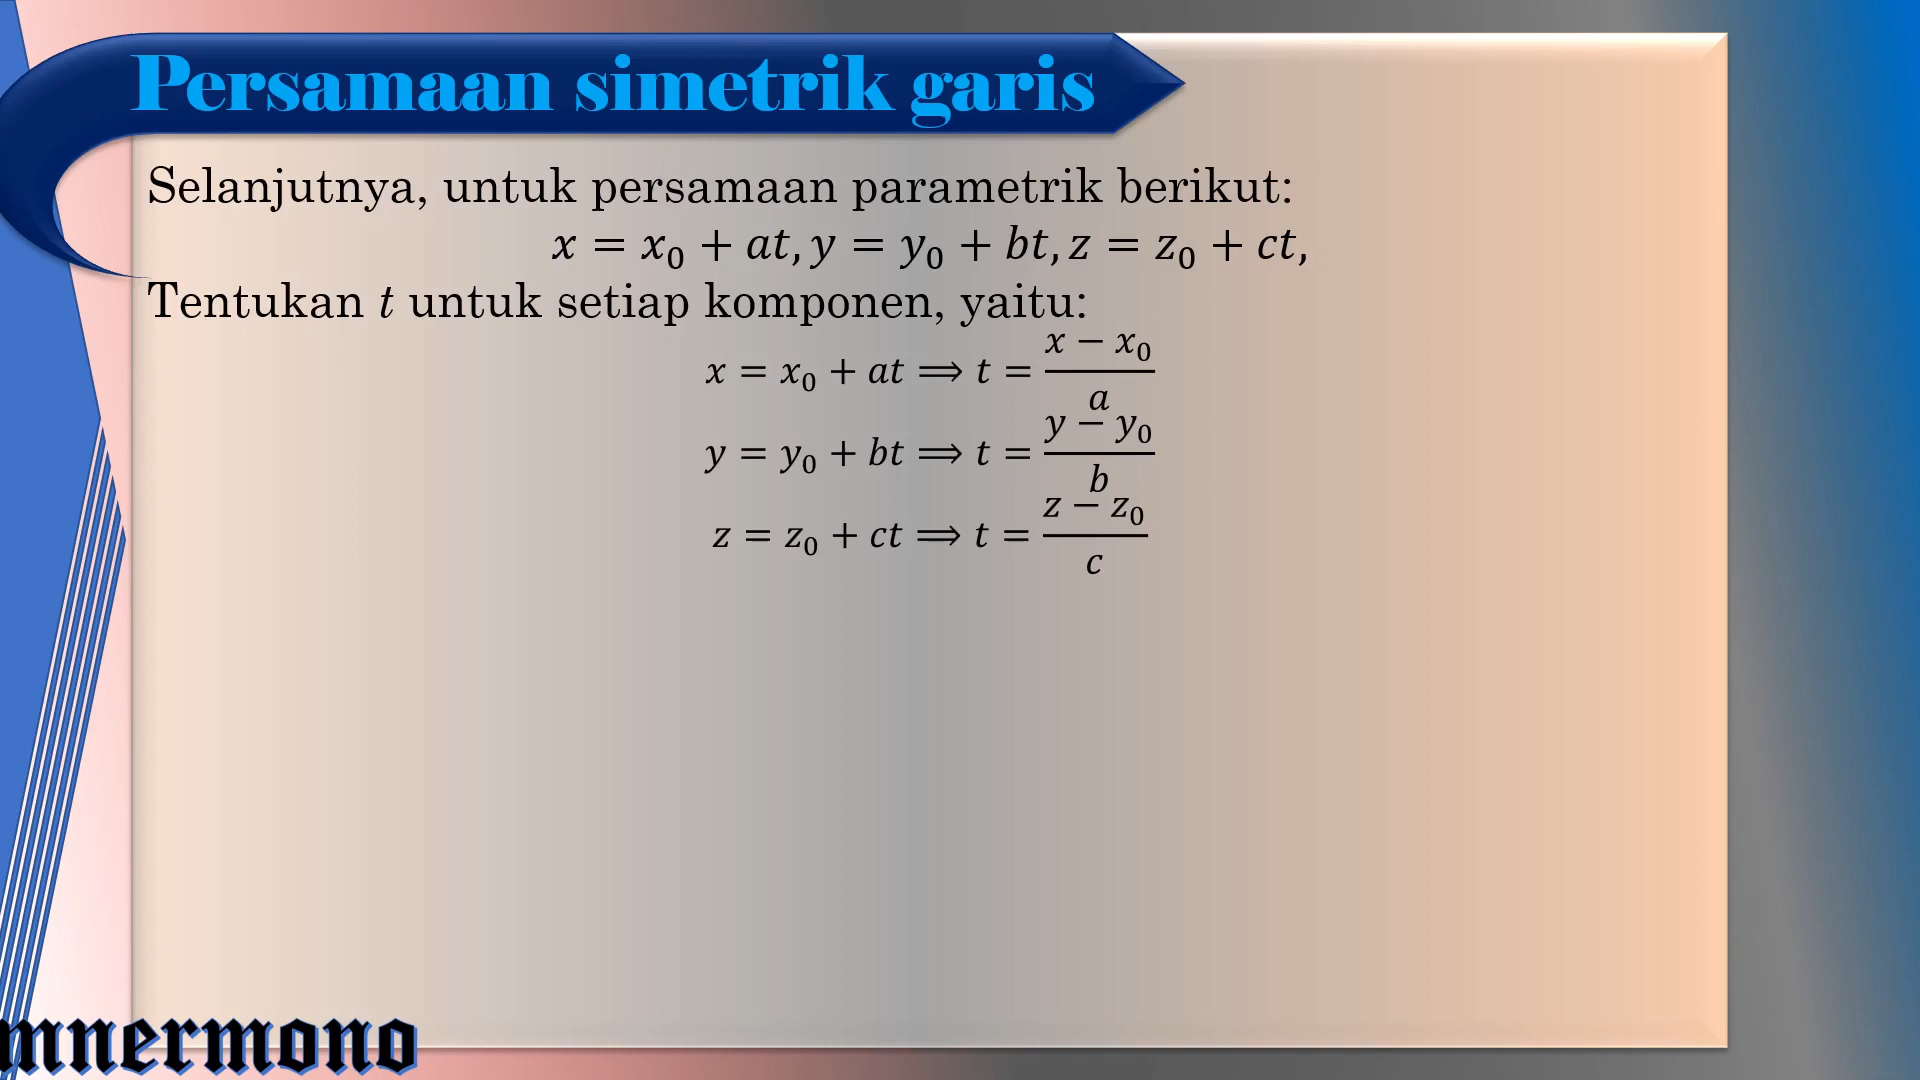 Persamaan simetrik garis
Selanjutnya, untuk persamaan parametrik berikut:
x = x₀ + at, y = y₀ + bt, z = z₀ + ct,
Tentukan t untuk setiap komponen, yaitu:
x = x₀ + at ⟹ t = (x − x₀)/a
y = y₀ + bt ⟹ t = (y − y₀)/b
z = z₀ + ct ⟹ t = (z − z₀)/c
mnermono